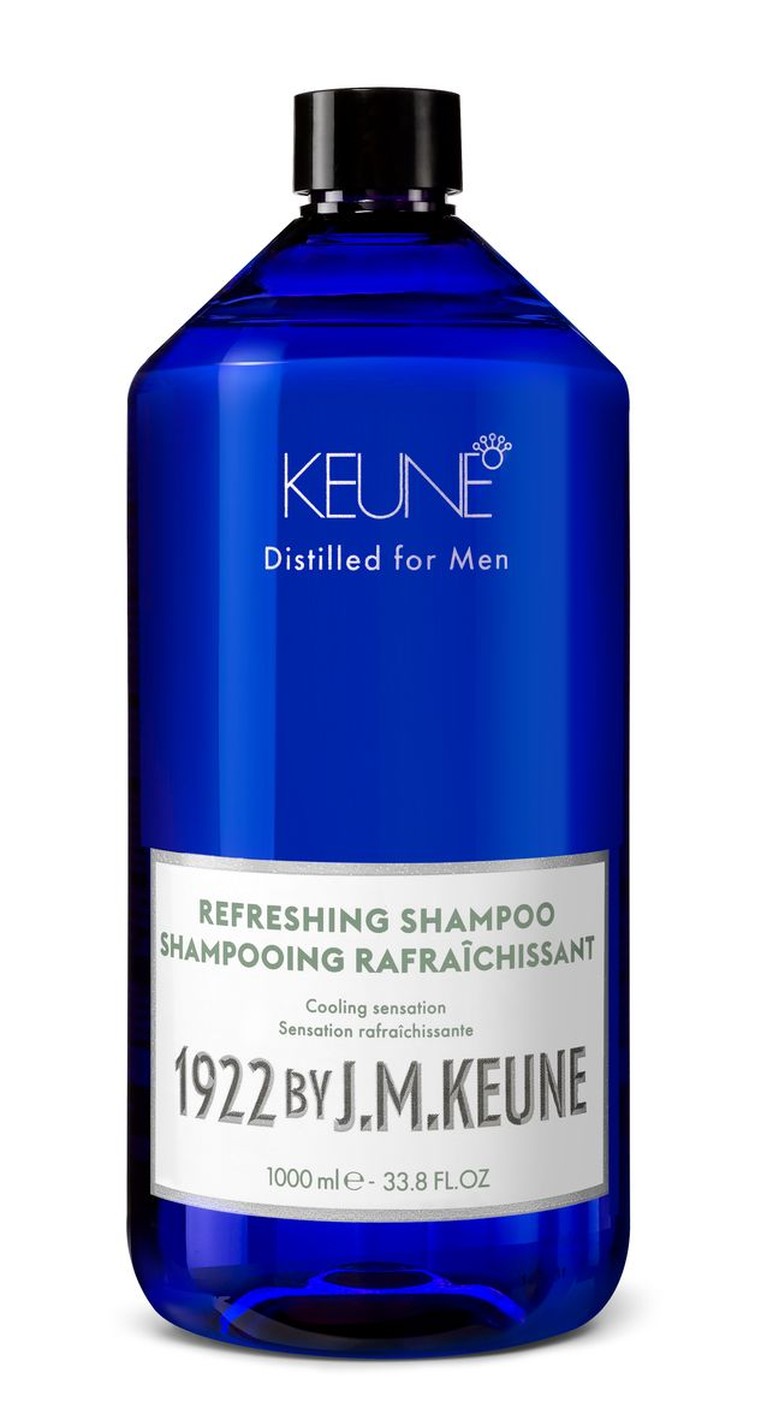 KEUNE
Distilled for Men
REFRESHING SHAMPOO
SHAMPOOING RAFRAÎCHISSANT
Cooling sensation
Sensation rafraîchissante
1922 BY J.M.KEUNE
1000 ml ℮ - 33.8 FL.OZ